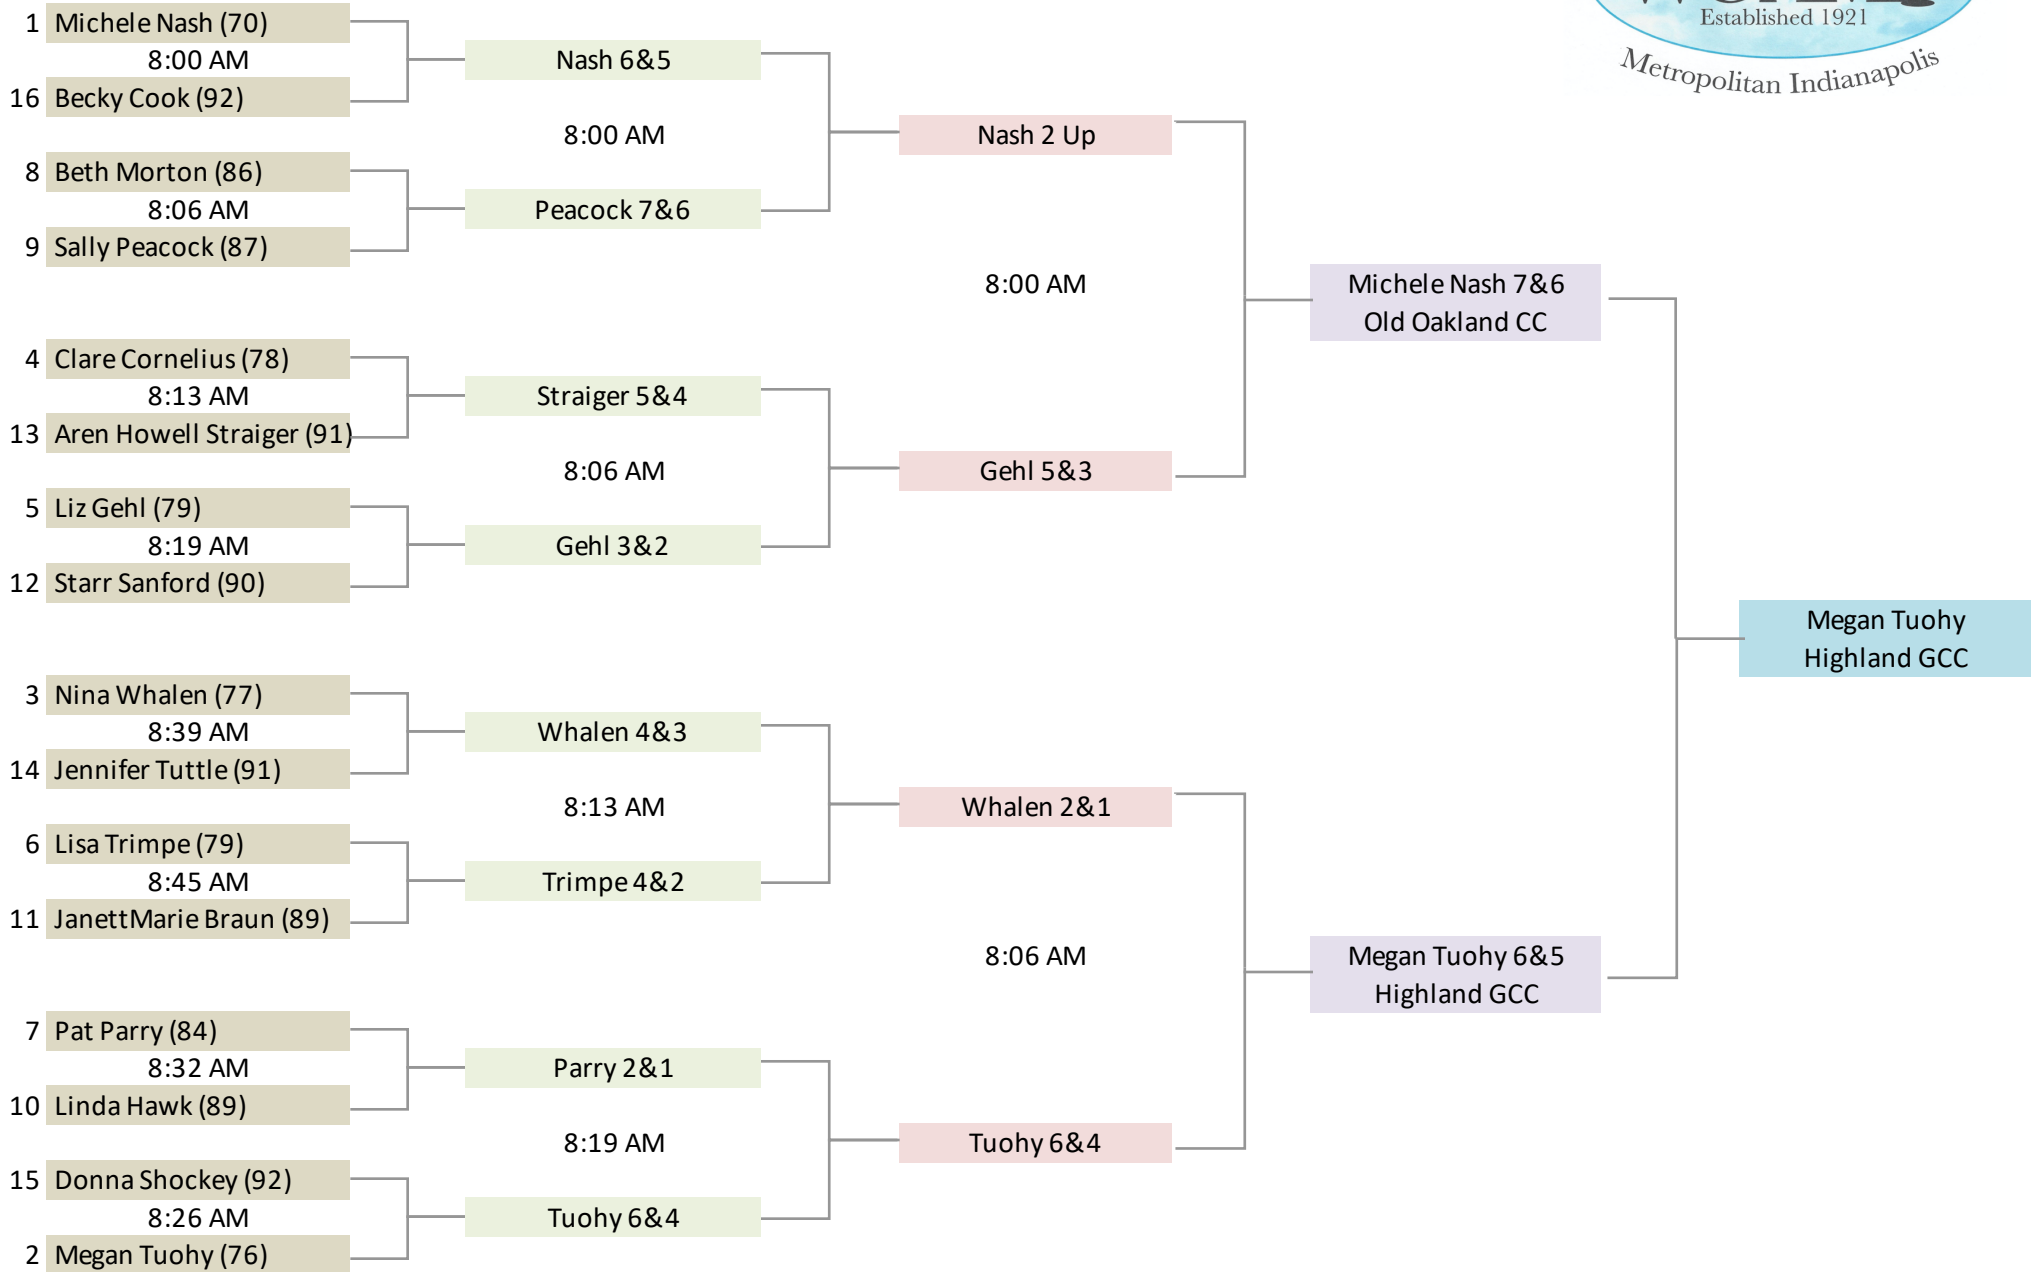 Established 1921
Metropolitan Indianapolis
1 Michele Nash (70)
8:00 AM
16 Becky Cook (92)
8 Beth Morton (86)
8:06 AM
9 Sally Peacock (87)
4 Clare Cornelius (78)
8:13 AM
13 Aren Howell Straiger (91)
5 Liz Gehl (79)
8:19 AM
12 Starr Sanford (90)
3 Nina Whalen (77)
8:39 AM
14 Jennifer Tuttle (91)
6 Lisa Trimpe (79)
8:45 AM
11 JanettMarie Braun (89)
7 Pat Parry (84)
8:32 AM
10 Linda Hawk (89)
15 Donna Shockey (92)
8:26 AM
2 Megan Tuohy (76)
Nash 6&5
8:00 AM
Peacock 7&6
Straiger 5&4
8:06 AM
Gehl 3&2
Whalen 4&3
8:13 AM
Trimpe 4&2
Parry 2&1
8:19 AM
Tuohy 6&4
Nash 2 Up
8:00 AM
Gehl 5&3
Whalen 2&1
8:06 AM
Tuohy 6&4
Michele Nash 7&6
Old Oakland CC
Megan Tuohy 6&5
Highland GCC
Megan Tuohy
Highland GCC